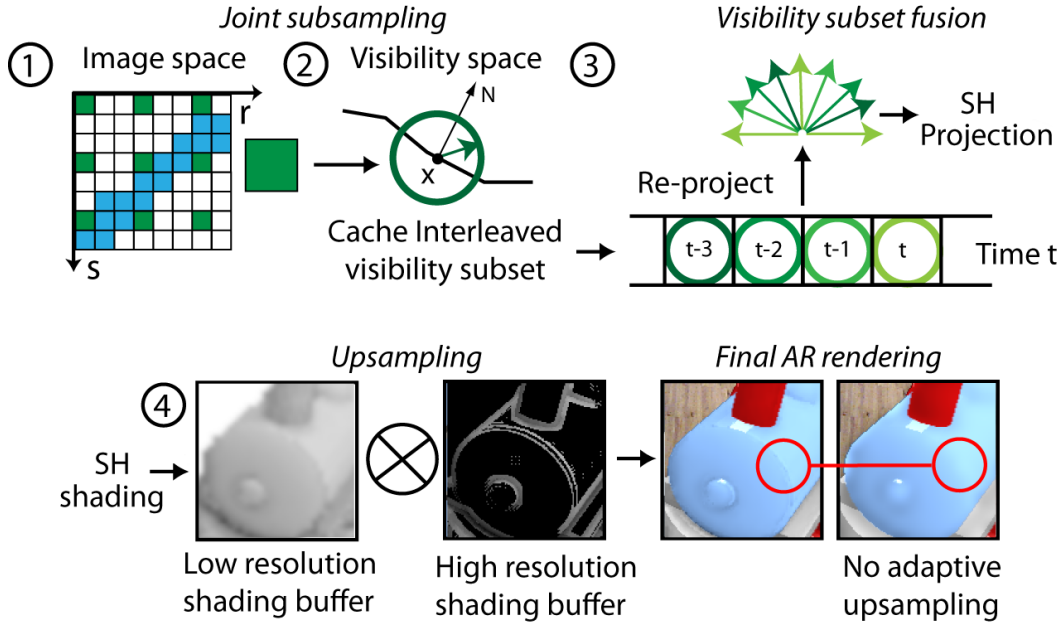 Joint subsampling
Visibility subset fusion
1
Image space
2
Visibility space
3
r
s
N
x
SH
Projection
Re-project
Cache Interleaved
visibility subset
t-3
t-2
t-1
t
Time t
Upsampling
Final AR rendering
4
SH
shading
Low resolution
shading buffer
High resolution
shading buffer
No adaptive
upsampling